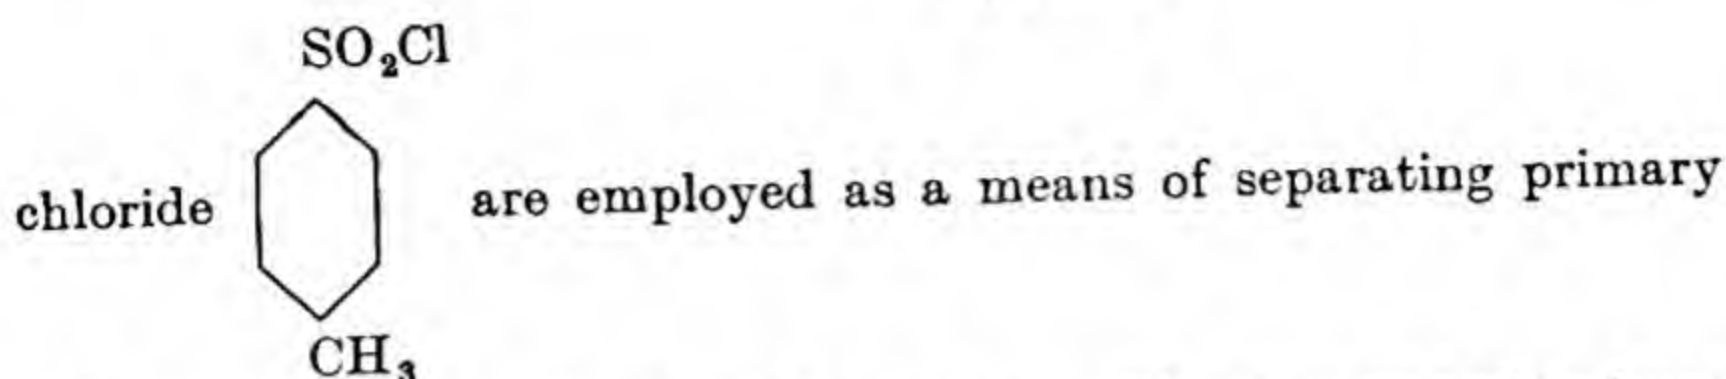 SO₂Cl
chloride are employed as a means of separating primary
CH₃